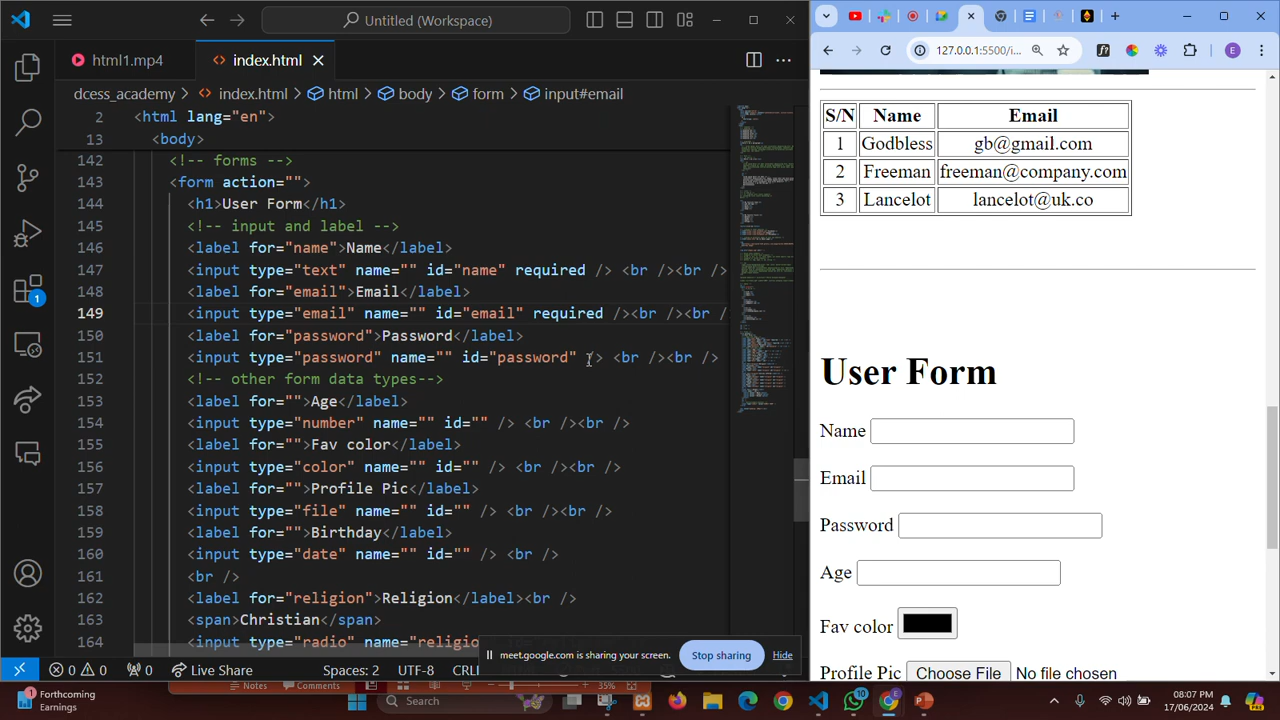 Untitled (Workspace)
html1.mp4
index.html
dcess_academy > index.html > html > body > form > input#email
2 <html lang="en">
13 <body>
<!-- forms -->
143 <form action="">
144 <h1>User Form</h1>
145 <!-- input and label -->
146 <label for="name">Name</label>
147 <input type="text" name="" id="name" required /> <br /><br />
148 <label for="email">Email</label>
149 <input type="email" name="" id="email" required /><br /><br /
150 <label for="password">Password</label>
151 <input type="password" name="" id="password" /> <br /><br />
152 <!-- other form data types-->
153 <label for="">Age</label>
154 <input type="number" name="" id="" /> <br /><br />
155 <label for="">Fav color</label>
156 <input type="color" name="" id="" /> <br /><br />
157 <label for="">Profile Pic</label>
158 <input type="file" name="" id="" /> <br /><br />
159 <label for="">Birthday</label>
160 <input type="date" name="" id="" /> <br />
161 <br />
162 <label for="religion">Religion</label><br />
163 <span>Christian</span>
164 <input type="radio" name="religio
1
meet.google.com is sharing your screen.
Stop sharing
Hide
0 0 0 Live Share Spaces: 2 UTF-8 CRL
127.0.0.1:5500/i...
E
S/N Name Email
1 Godbless gb@gmail.com
2 Freeman freeman@company.com
3 Lancelot lancelot@uk.co
User Form
Name
Email
Password
Age
Fav color
Profile Pic Choose File No file chosen
Notes Comments 35%
1
Forthcoming
Earnings
Search
10
E
08:07 PM
17/06/2024